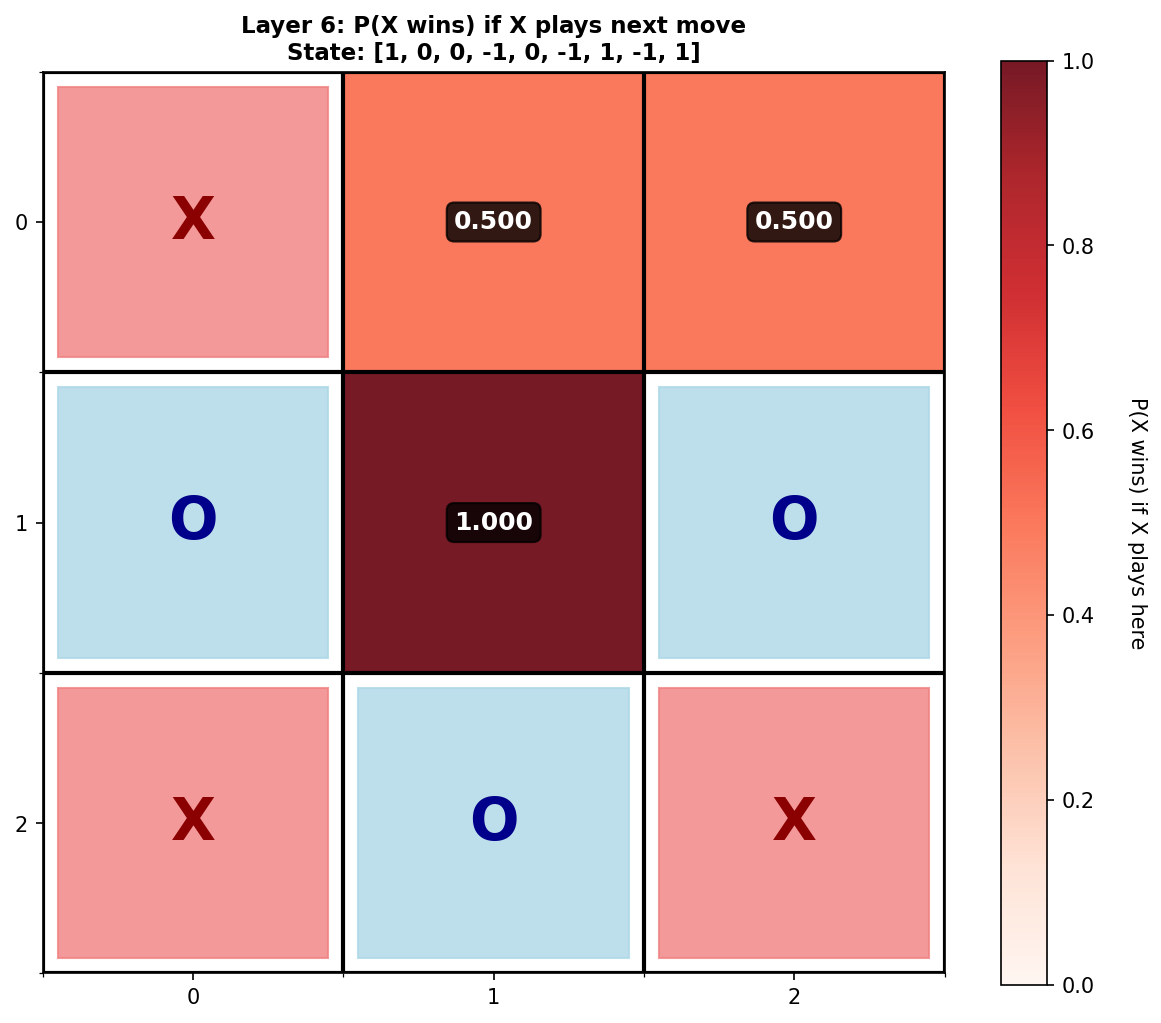 Layer 6: P(X wins) if X plays next move
State: [1, 0, 0, -1, 0, -1, 1, -1, 1]
1.0
0.8
0.6
0.4
0.2
0.0
P(X wins) if X plays here
0
X
0.500
0.500
1
O
1.000
O
2
X
O
X
0
1
2